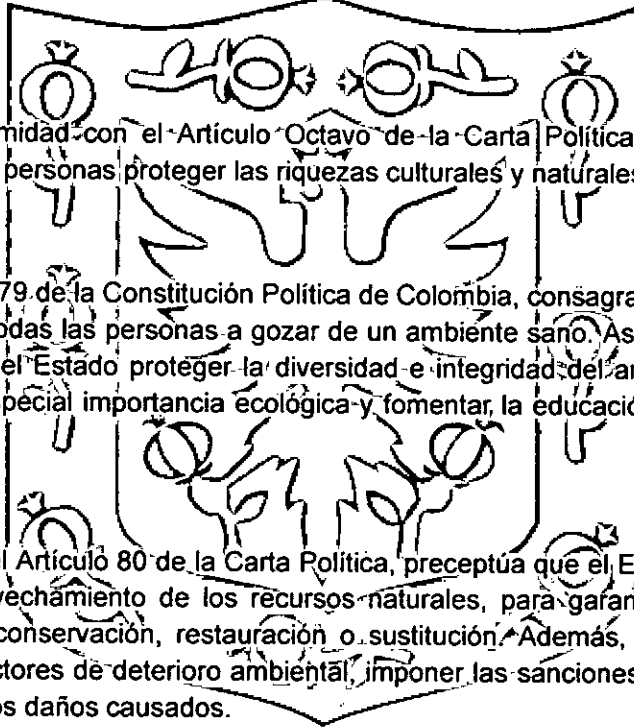 midad con el Artículo Octavo de la Carta Política
personas proteger las riquezas culturales y naturales
79 de la Constitución Política de Colombia, consagra
odas las personas a gozar de un ambiente sano. As
el Estado proteger la diversidad e integridad del a
special importancia ecológica y fomentar, la educació
l Artículo 80 de la Carta Política, preceptúa que el E
vechamiento de los recursos naturales, para garan
conservación, restauración o sustitución. Además,
ctores de deterioro ambiental, imponer las sanciones
os daños causados.